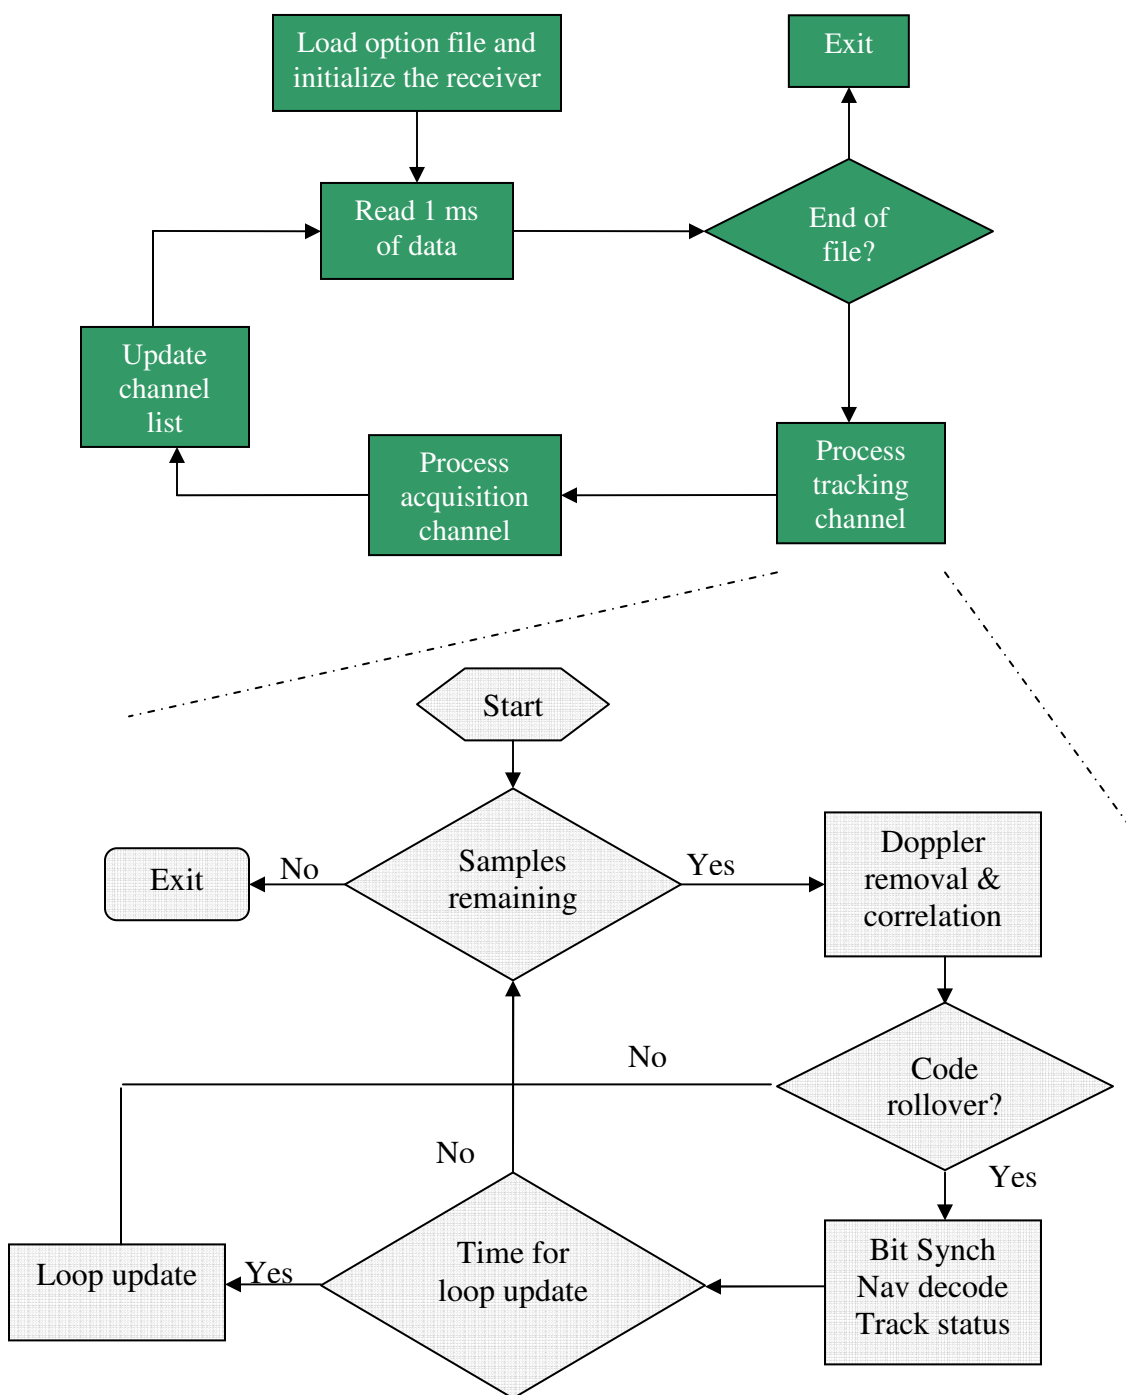 Load option file and
initialize the receiver
Exit
Read 1 ms
of data
End of
file?
Update
channel
list
Process
acquisition
channel
Process
tracking
channel
Start
Samples
remaining
No
Exit
Yes
Doppler
removal &
correlation
No
Code
rollover?
Yes
No
Bit Synch
Nav decode
Track status
Time for
loop update
Yes
Loop update